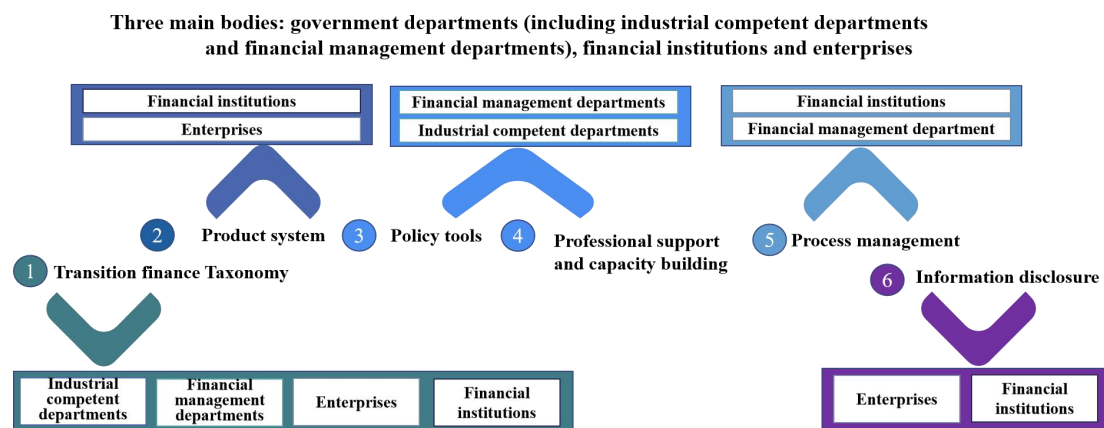 Three main bodies: government departments (including industrial competent departments
and financial management departments), financial institutions and enterprises
Financial institutions
Enterprises
Financial management departments
Industrial competent departments
Financial institutions
Financial management department
2
Product system
3
Policy tools
4
Professional support
and capacity building
5
Process management
1
Transition finance Taxonomy
6
Information disclosure
Industrial
competent
departments
Financial
management
departments
Enterprises
Financial
institutions
Enterprises
Financial
institutions